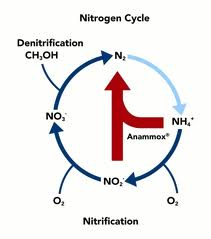 Nitrogen Cycle
Denitrification
CH₃OH
N₂
NO₃⁻
NH₄⁺
Anammox®
NO₂⁻
O₂
O₂
Nitrification